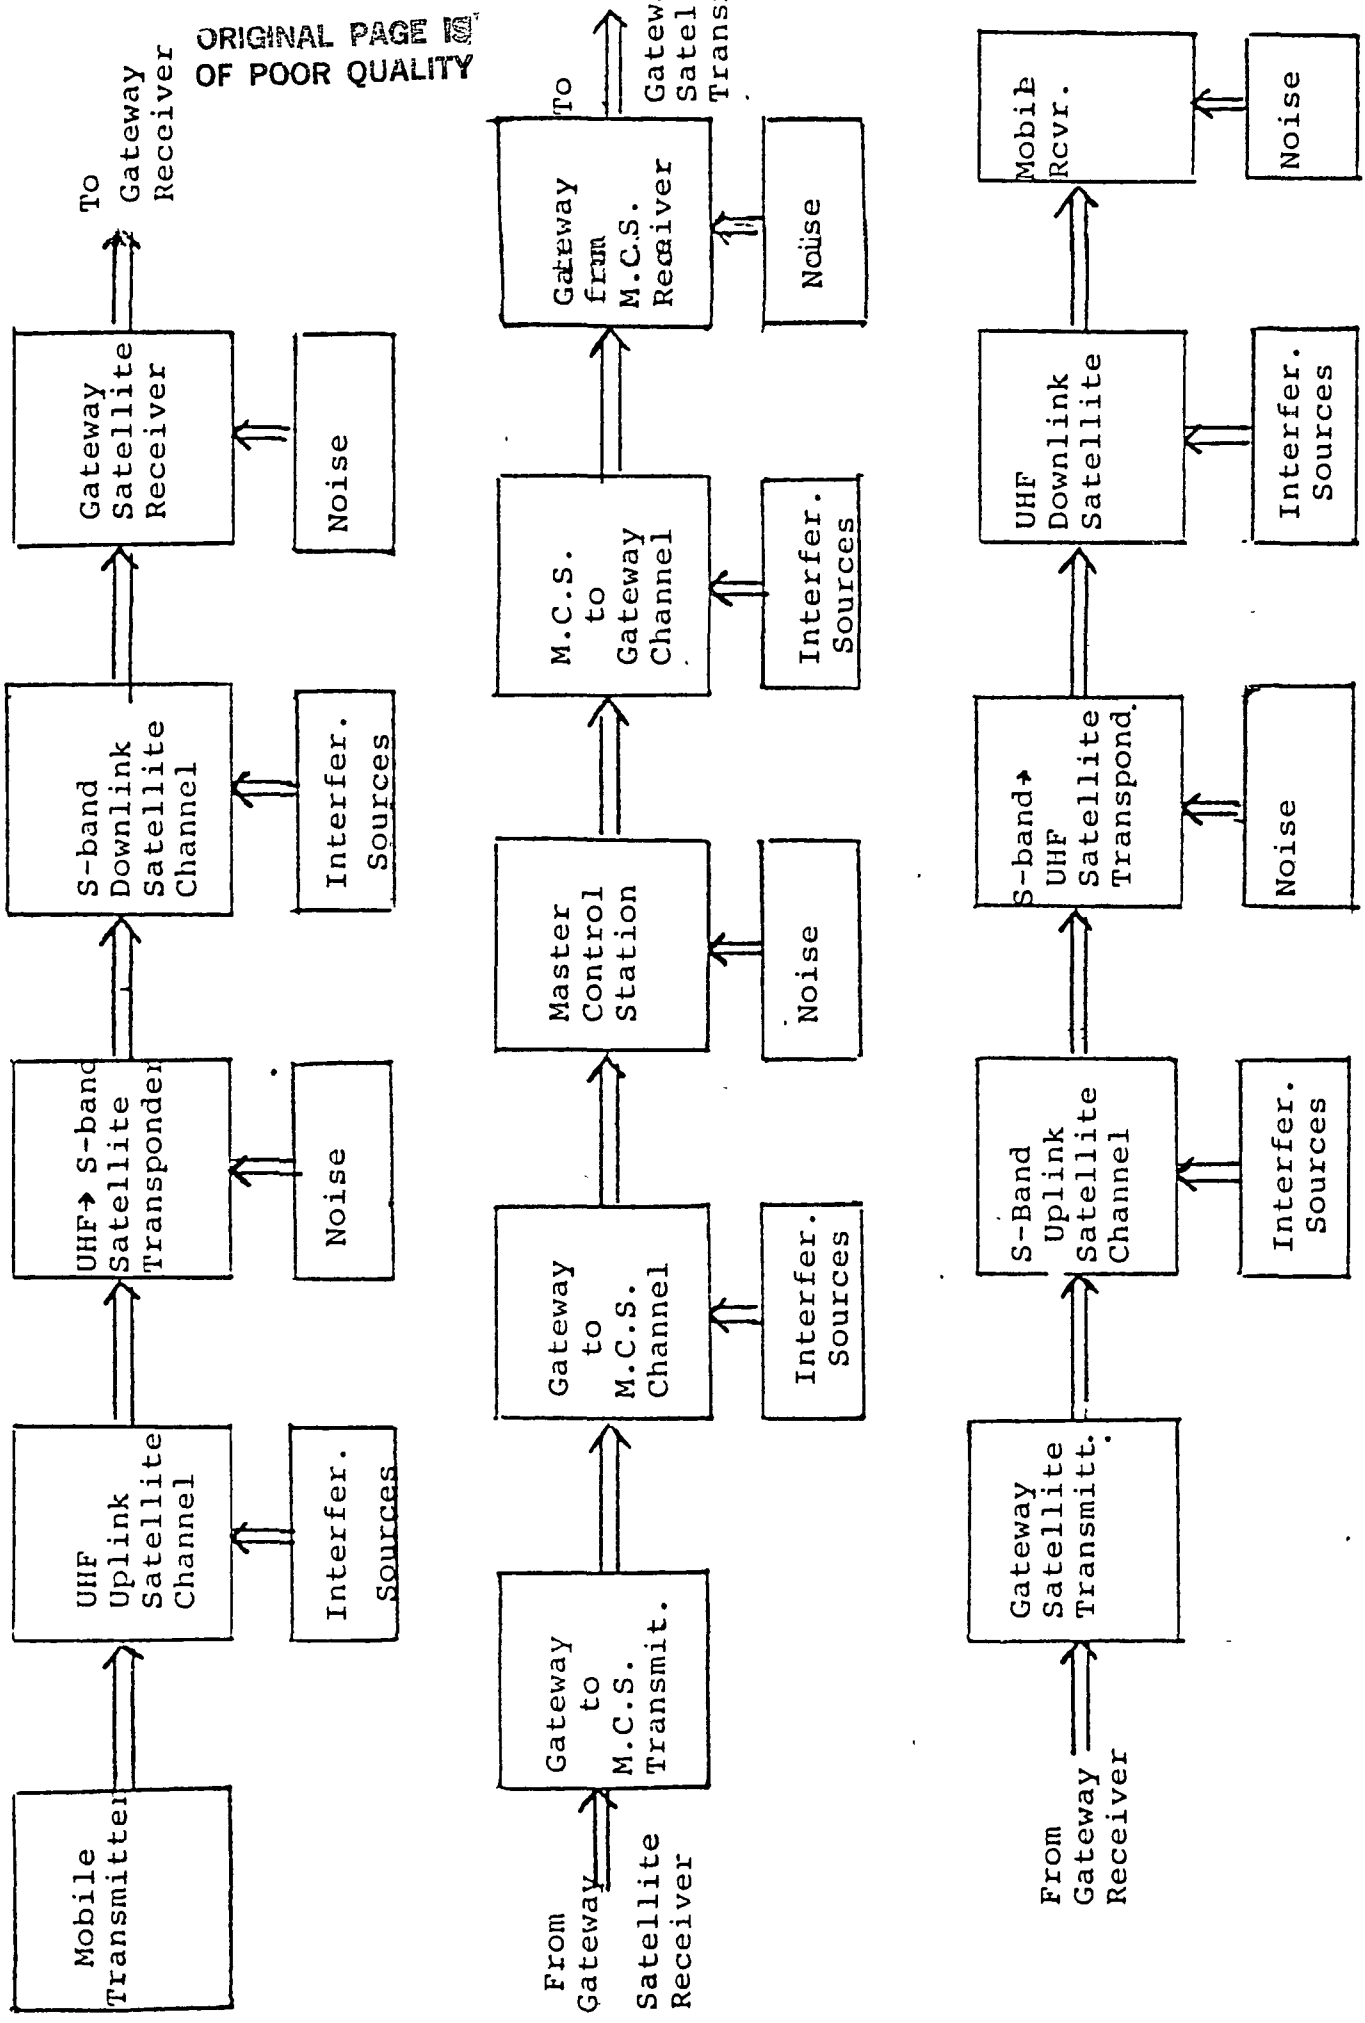 ORIGINAL PAGE IS
OF POOR QUALITY
Mobile
Transmitter
UHF
Uplink
Satellite
Channel
Interfer.
Sources
UHF→ S-band
Satellite
Transponder
Noise
S-band
Downlink
Satellite
Channel
Interfer.
Sources
Gateway
Satellite
Receiver
Noise
To
Gateway
Receiver
From
Gateway
Satellite
Receiver
Gateway
to
M.C.S.
Transmit.
Gateway
to
M.C.S.
Channel
Interfer.
Sources
Master
Control
Station
Noise
M.C.S.
to
Gateway
Channel
Interfer.
Sources
Gateway
from
M.C.S.
Receiver
Noise
To
From
Gateway
Receiver
Gateway
Satellite
Transmitt.
S-Band
Uplink
Satellite
Channel
Interfer.
Sources
S-band→
UHF
Satellite
Transpond.
Noise
UHF
Downlink
Satellite
Interfer.
Sources
Rcvr.
Noise